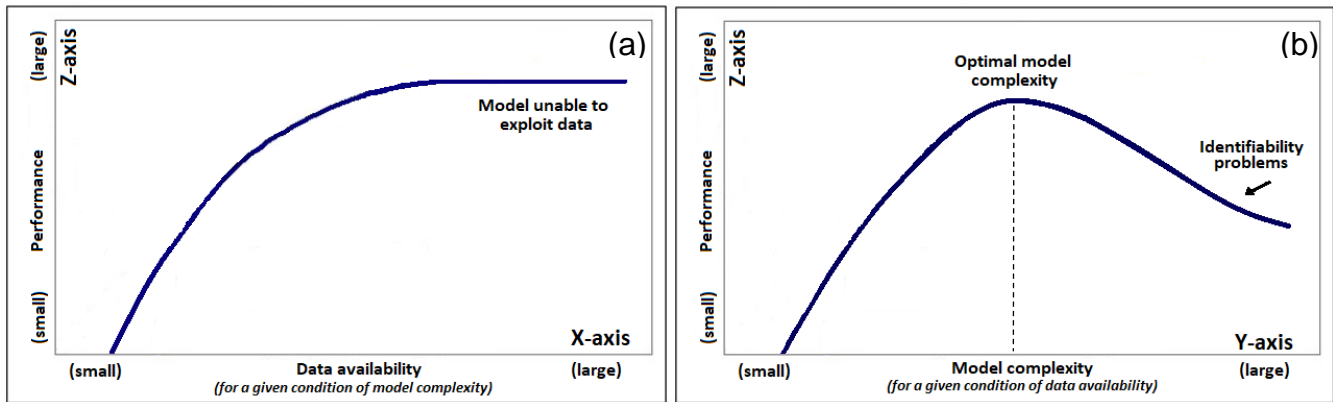 (a)
Z-axis
(large)
Performance
(small)
Model unable to
exploit data
X-axis
(small)
Data availability
(large)
(for a given condition of model complexity)
(b)
Z-axis
(large)
Performance
(small)
Optimal model
complexity
Identifiability
problems
Y-axis
(small)
Model complexity
(large)
(for a given condition of data availability)